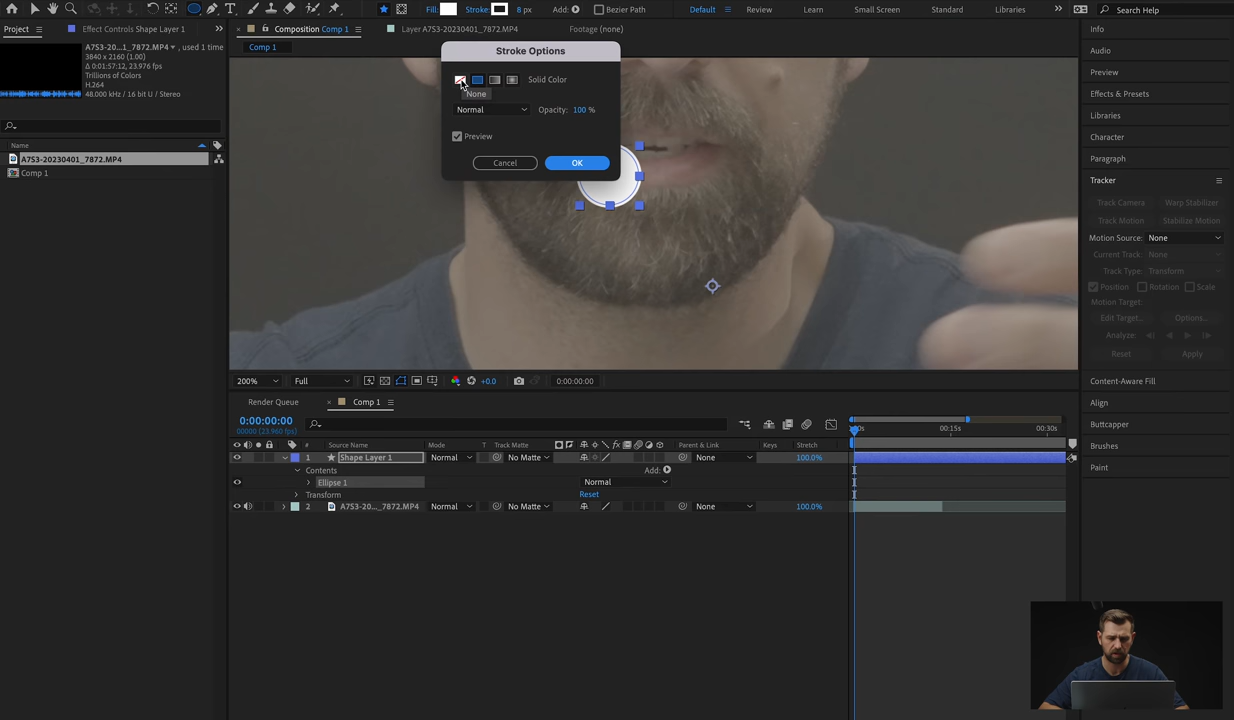 Fill:
Stroke:
8 px
Add:
Bezier Path
Default
Review
Learn
Small Screen
Standard
Libraries
Search Help
Project
Effect Controls Shape Layer 1
Composition Comp 1
Layer A7S3-20230401_7872.MP4
Footage (none)
Info
A7S3-20...1_7872.MP4 , used 1 time
3840 x 2160 (1.00)
Δ 0:01:57:12, 23.976 fps
Trillions of Colors
H.264
48.000 kHz / 16 bit U / Stereo
Comp 1
Stroke Options
Solid Color
None
Normal
Opacity: 100 %
Preview
Cancel
OK
Audio
Preview
Effects & Presets
Libraries
Character
Paragraph
Tracker
Track Camera
Warp Stabilizer
Track Motion
Stabilize Motion
Motion Source: None
Current Track: None
Track Type: Transform
Position
Rotation
Scale
Motion Target:
Edit Target...
Options...
Analyze:
Reset
Apply
Content-Aware Fill
Align
Buttcapper
Brushes
Paint
Name
A7S3-20230401_7872.MP4
Comp 1
200%
Full
+0.0
0:00:00:00
Render Queue
Comp 1
0:00:00:00
00000 (23.960 fps)
00:15s
00:30s
#
Source Name
Mode
T
Track Matte
Parent & Link
Keys
Stretch
1
Shape Layer 1
Normal
No Matte
None
100.0%
Contents
Add:
Ellipse 1
Normal
Transform
Reset
2
A7S3-20..._7872.MP4
Normal
No Matte
None
100.0%